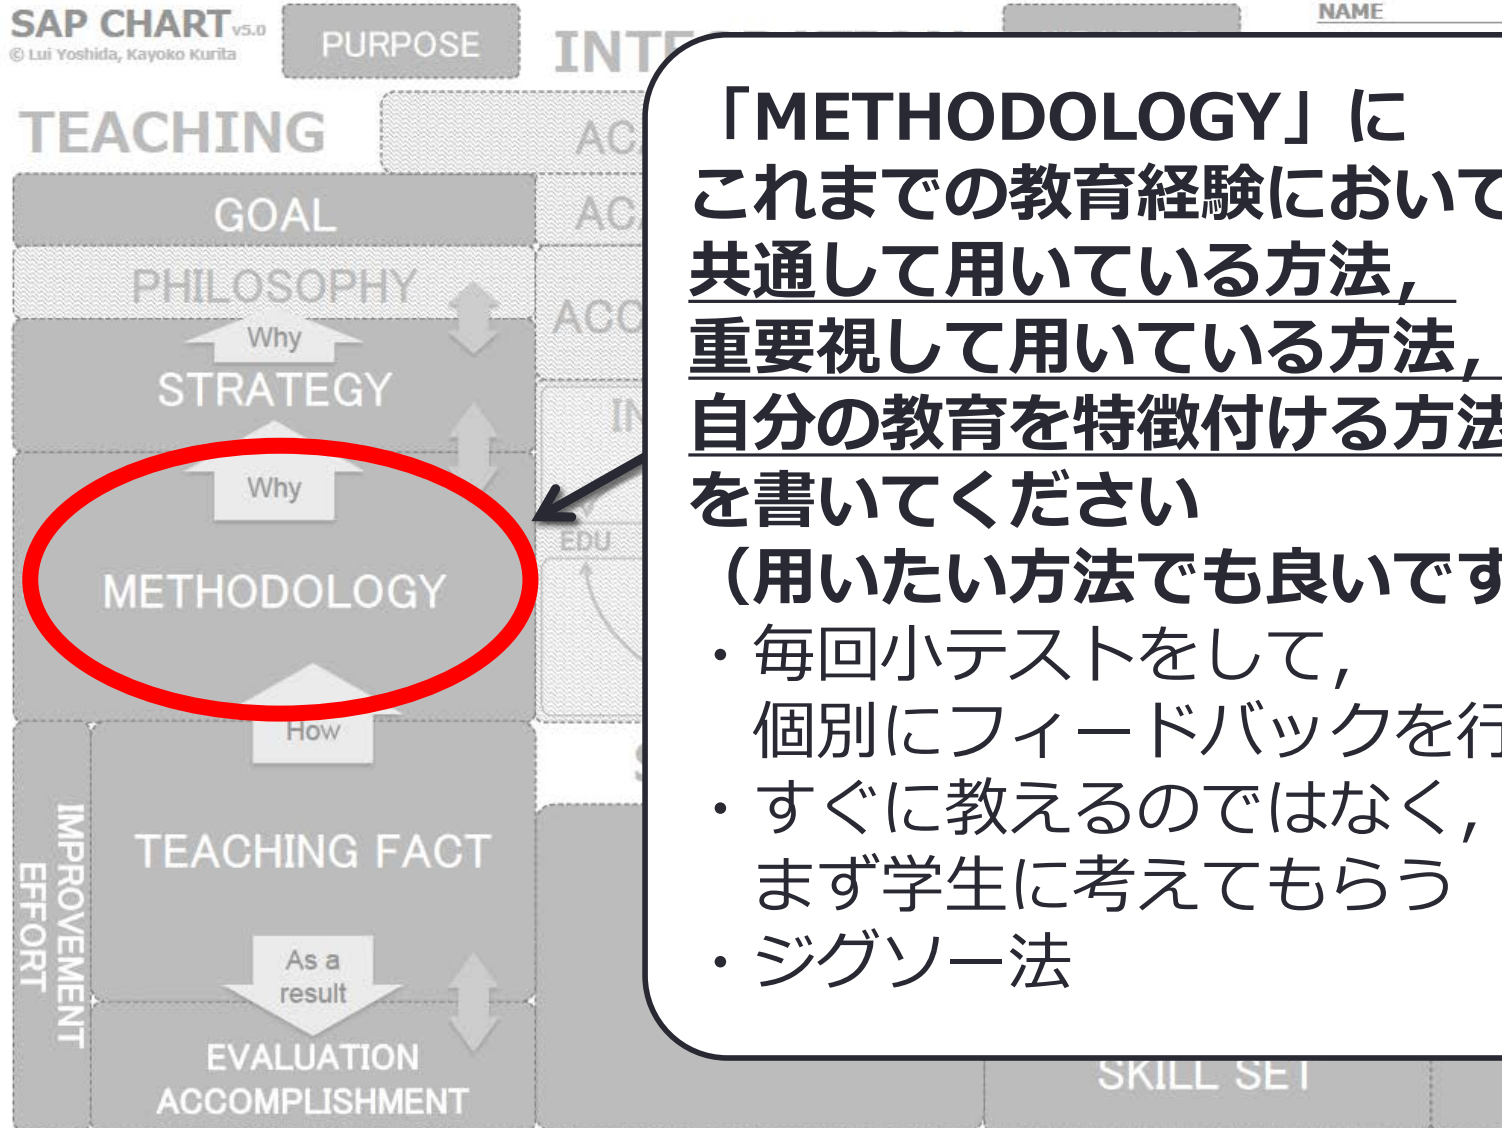 SAP CHART v5.0
© Lui Yoshida, Kayoko Kurita
PURPOSE
NAME
TEACHING
GOAL
PHILOSOPHY
Why
STRATEGY
Why
METHODOLOGY
How
TEACHING FACT
IMPROVEMENT
EFFORT
As a
result
EVALUATION
ACCOMPLISHMENT
EDU
「METHODOLOGY」に
これまでの教育経験において
共通して用いている方法,
重要視して用いている方法,
自分の教育を特徴付ける方法
を書いてください
（用いたい方法でも良いです
・毎回小テストをして,
個別にフィードバックを行
・すぐに教えるのではなく,
まず学生に考えてもらう
・ジグソー法
SKILL SET